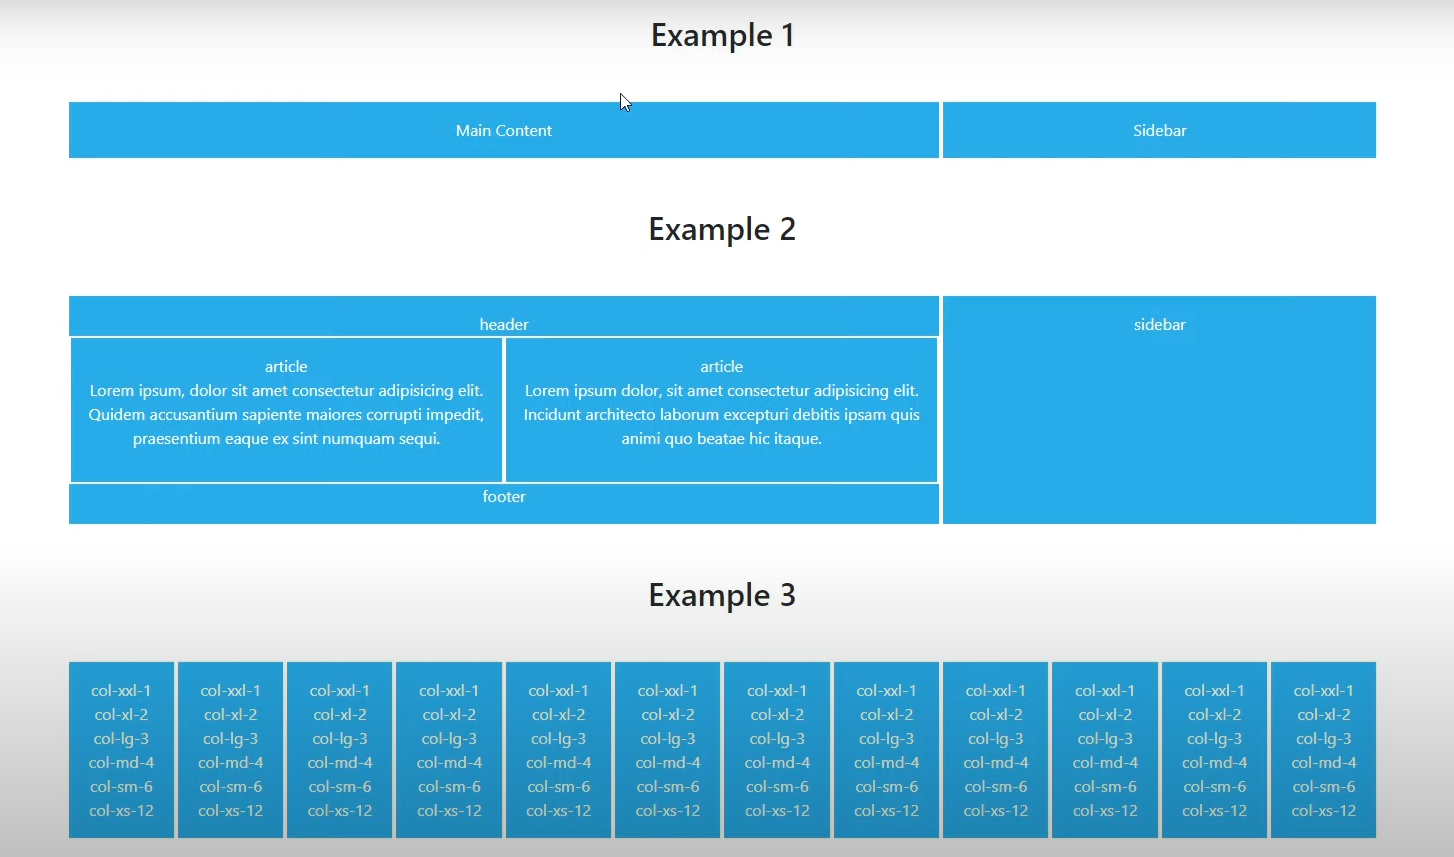 Example 1
Main Content
Sidebar
Example 2
header
sidebar
article
Lorem ipsum, dolor sit amet consectetur adipisicing elit.
Quidem accusantium sapiente maiores corrupti impedit,
praesentium eaque ex sint numquam sequi.
article
Lorem ipsum dolor, sit amet consectetur adipisicing elit.
Incidunt architecto laborum excepturi debitis ipsam quis
animi quo beatae hic itaque.
footer
Example 3
col-xxl-1 col-xxl-1 col-xxl-1 col-xxl-1 col-xxl-1 col-xxl-1 col-xxl-1 col-xxl-1 col-xxl-1 col-xxl-1 col-xxl-1 col-xxl-1
col-xl-2 col-xl-2 col-xl-2 col-xl-2 col-xl-2 col-xl-2 col-xl-2 col-xl-2 col-xl-2 col-xl-2 col-xl-2 col-xl-2
col-lg-3 col-lg-3 col-lg-3 col-lg-3 col-lg-3 col-lg-3 col-lg-3 col-lg-3 col-lg-3 col-lg-3 col-lg-3 col-lg-3
col-md-4 col-md-4 col-md-4 col-md-4 col-md-4 col-md-4 col-md-4 col-md-4 col-md-4 col-md-4 col-md-4 col-md-4
col-sm-6 col-sm-6 col-sm-6 col-sm-6 col-sm-6 col-sm-6 col-sm-6 col-sm-6 col-sm-6 col-sm-6 col-sm-6 col-sm-6
col-xs-12 col-xs-12 col-xs-12 col-xs-12 col-xs-12 col-xs-12 col-xs-12 col-xs-12 col-xs-12 col-xs-12 col-xs-12 col-xs-12